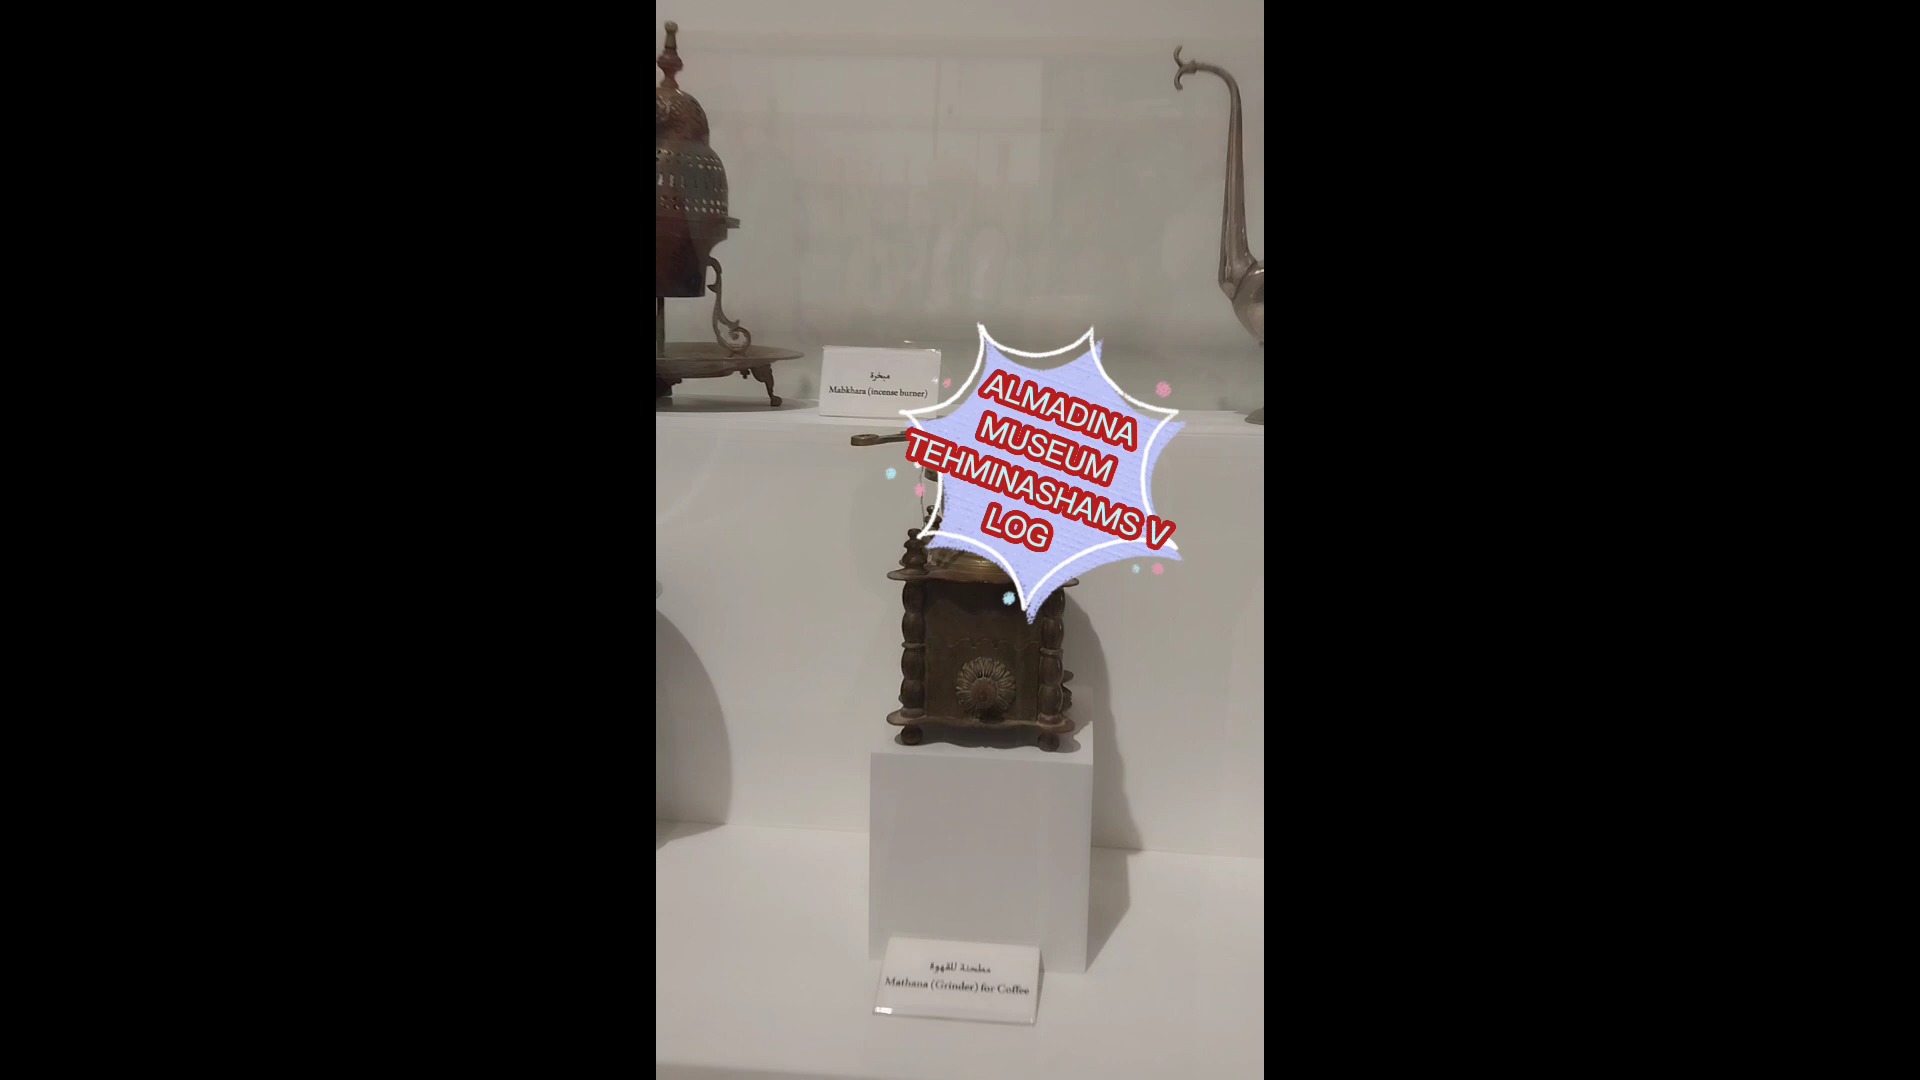 مبخرة
Mabkhara (incense burner)
ALMADINA
MUSEUM
TEHMINASHAMS V
LOG
مطحنة للقهوة
Mathana (Grinder) for Coffee